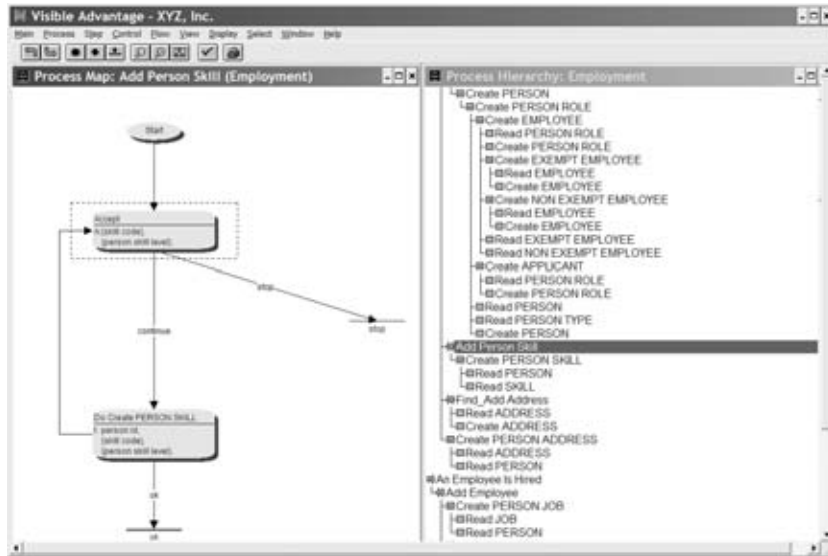 Visible Advantage - XYZ, Inc.
Main Process Step Control Flow View Display Select Window Help
Process Map: Add Person Skill (Employment)
Start
Accept
(skill code),
(person skill level),
stop
stop
continue
Do Create PERSON SKILL
person id,
(skill code),
(person skill level),
ok
ok
Process Hierarchy: Employment
Create PERSON
Create PERSON ROLE
Create EMPLOYEE
Read PERSON ROLE
Create PERSON ROLE
Create EXEMPT EMPLOYEE
Read EMPLOYEE
Create EMPLOYEE
Create NON EXEMPT EMPLOYEE
Read EMPLOYEE
Create EMPLOYEE
Read EXEMPT EMPLOYEE
Read NON EXEMPT EMPLOYEE
Create APPLICANT
Read PERSON ROLE
Create PERSON ROLE
Read PERSON
Read PERSON TYPE
Create PERSON
Add Person Skill
Create PERSON SKILL
Read PERSON
Read SKILL
Find_Add Address
Read ADDRESS
Create ADDRESS
Create PERSON ADDRESS
Read ADDRESS
Read PERSON
An Employee Is Hired
Add Employee
Create PERSON JOB
Read JOB
Read PERSON